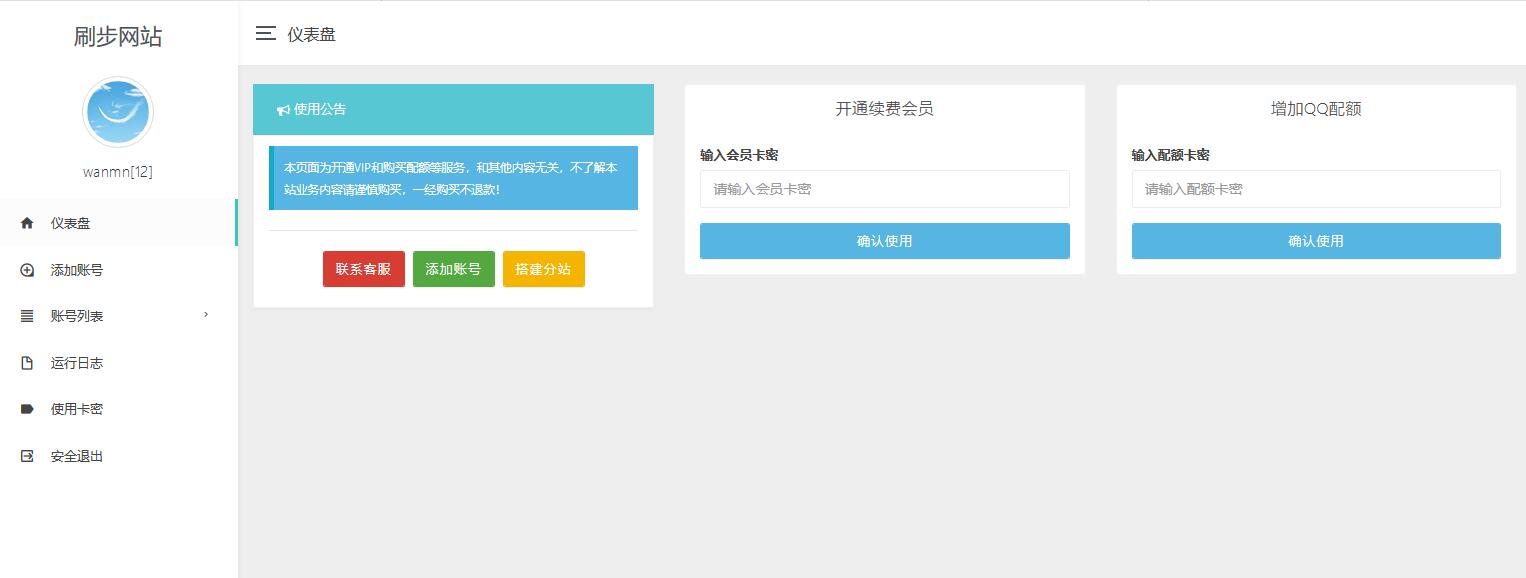 刷步网站
wanmn[12]
仪表盘
添加账号
账号列表
运行日志
使用卡密
安全退出
仪表盘
使用公告
本页面为开通VIP和购买配额等服务，和其他内容无关，不了解本
站业务内容请谨慎购买，一经购买不退款！
联系客服 添加账号 搭建分站
开通续费会员
输入会员卡密
请输入会员卡密
确认使用
增加QQ配额
输入配额卡密
请输入配额卡密
确认使用